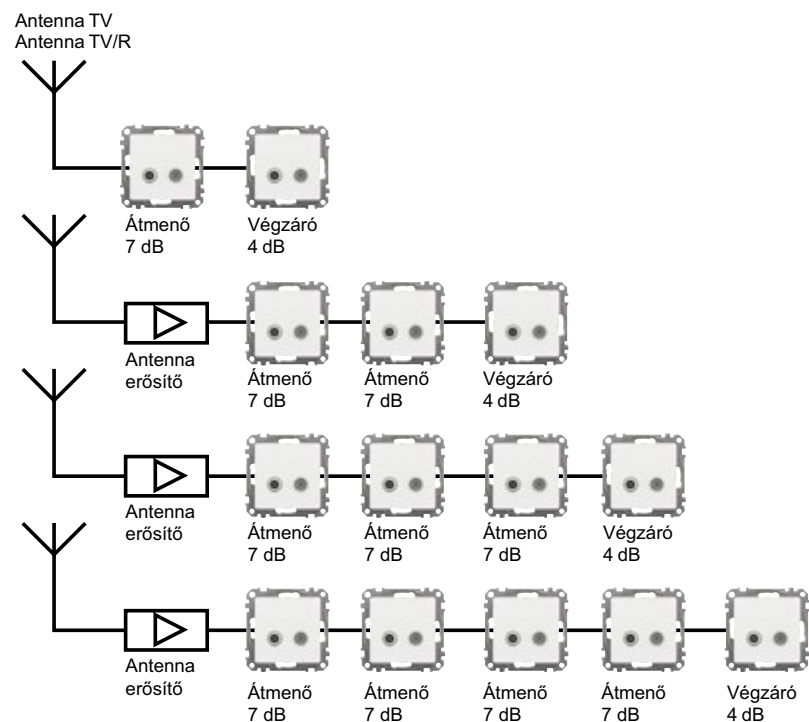 Antenna TV
Antenna TV/R
Átmenő
7 dB
Végzáró
4 dB
Antenna
erősítő
Átmenő
7 dB
Átmenő
7 dB
Végzáró
4 dB
Antenna
erősítő
Átmenő
7 dB
Átmenő
7 dB
Átmenő
7 dB
Végzáró
4 dB
Antenna
erősítő
Átmenő
7 dB
Átmenő
7 dB
Átmenő
7 dB
Átmenő
7 dB
Végzáró
4 dB